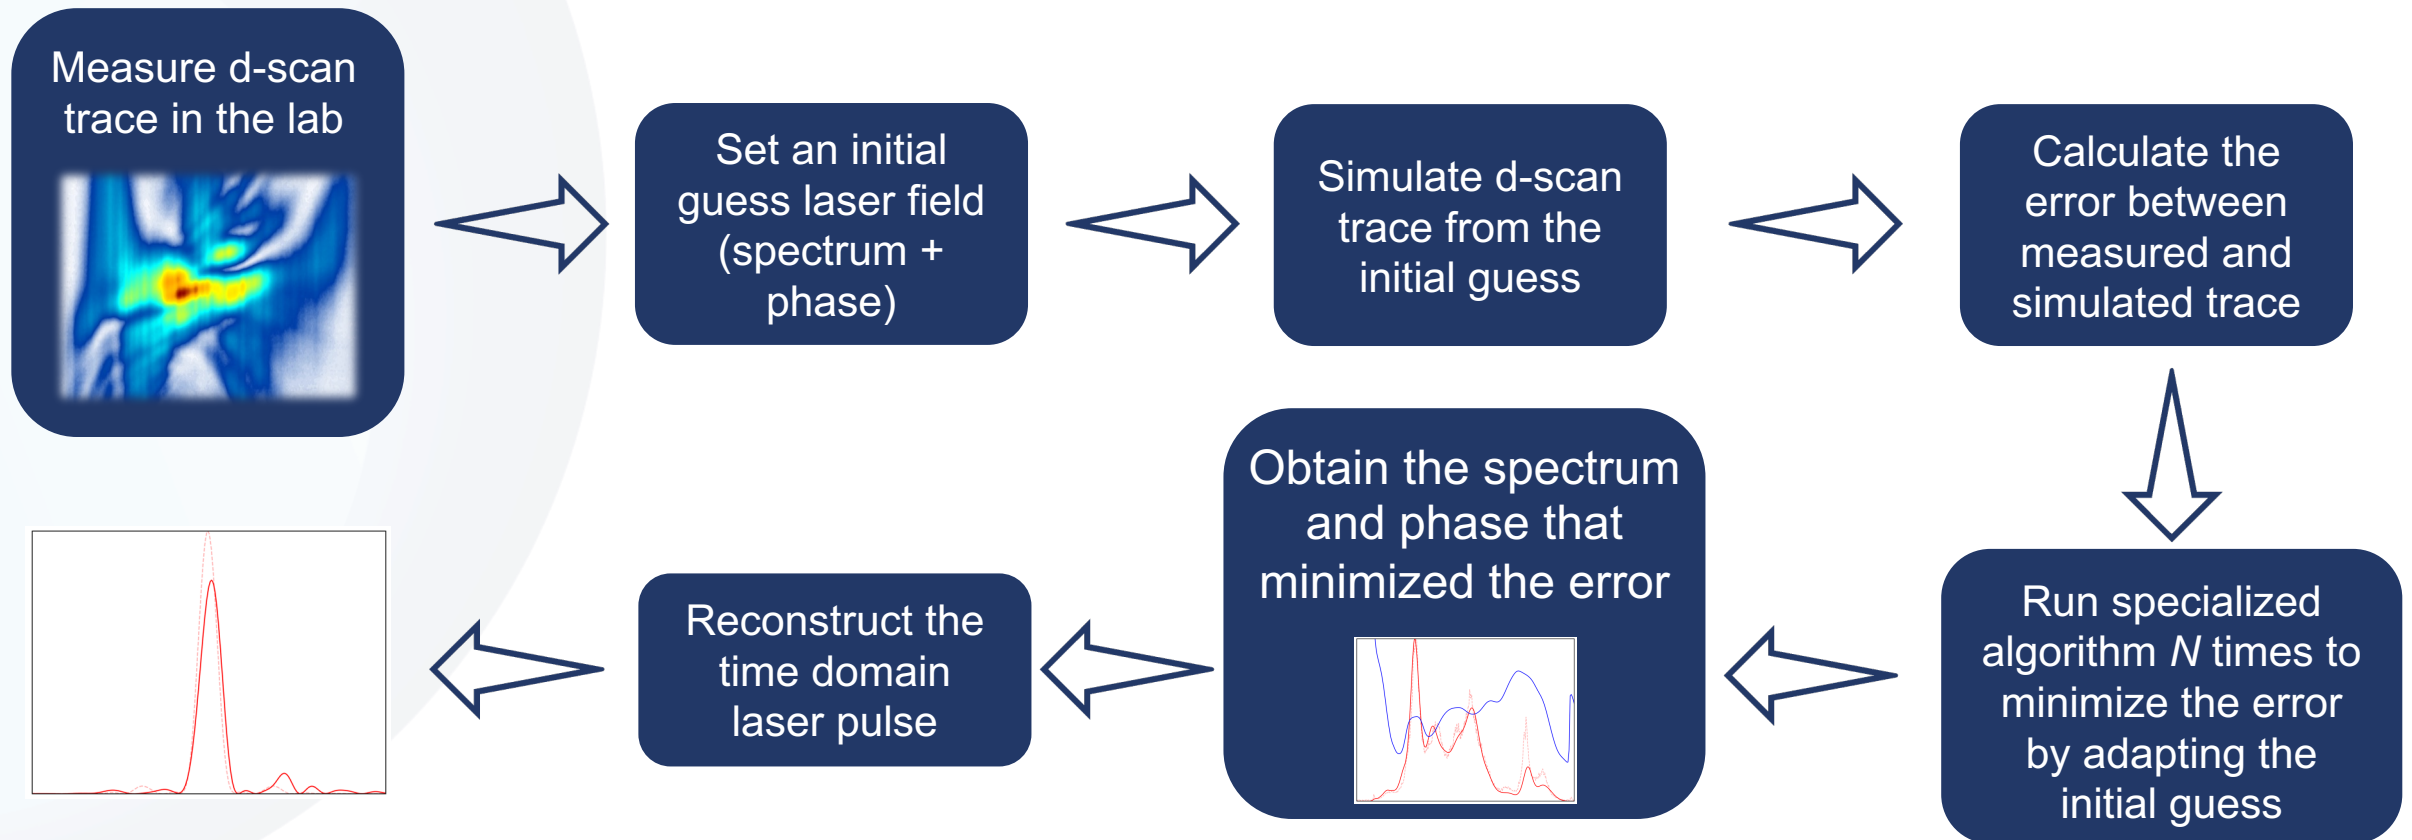 Measure d-scan
trace in the lab
Set an initial
guess laser field
(spectrum +
phase)
Simulate d-scan
trace from the
initial guess
Calculate the
error between
measured and
simulated trace
Run specialized
algorithm N times to
minimize the error
by adapting the
initial guess
Obtain the spectrum
and phase that
minimized the error
Reconstruct the
time domain
laser pulse